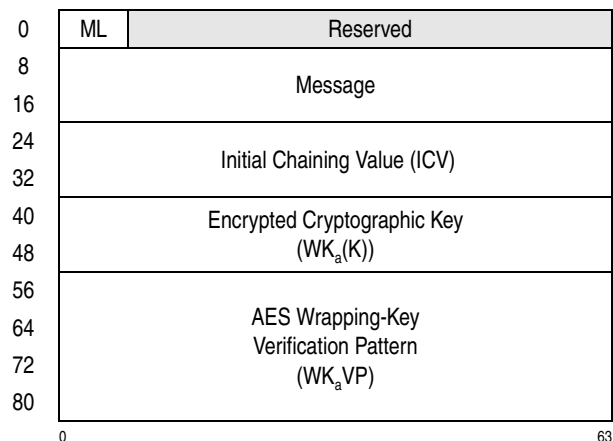 0 ML Reserved
8
Message
16
24
Initial Chaining Value (ICV)
32
40 Encrypted Cryptographic Key
48 (WKa(K))
56
AES Wrapping-Key
64
Verification Pattern
72
(WKaVP)
80
0 63